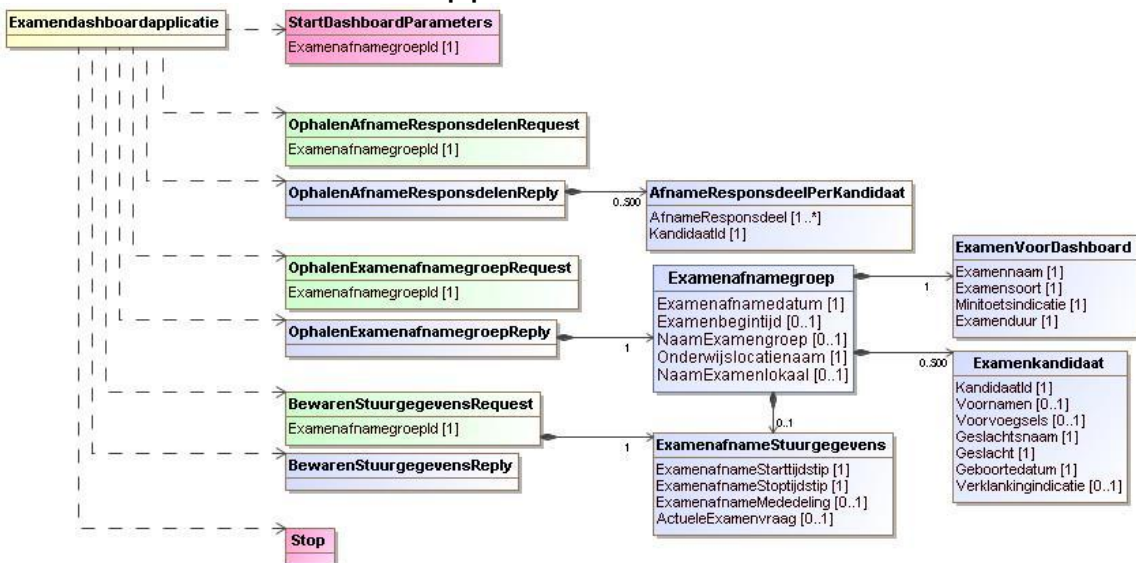 Examendashboardapplicatie
StartDashboardParameters
ExamenafnamegroepId [1]
OphalenAfnameResponsdelenRequest
ExamenafnamegroepId [1]
OphalenAfnameResponsdelenReply
0..500
AfnameResponsdeelPerKandidaat
AfnameResponsdeel [1..*]
KandidaatId [1]
OphalenExamenafnamegroepRequest
ExamenafnamegroepId [1]
OphalenExamenafnamegroepReply
1
Examenafnamegroep
Examenafnamedatum [1]
Examenbegintijd [0..1]
NaamExamengroep [0..1]
Onderwijslocatienaam [1]
NaamExamenlokaal [0..1]
1
ExamenVoorDashboard
Examennaam [1]
Examensoort [1]
Minitoetsindicatie [1]
Examenduur [1]
0..500
Examenkandidaat
KandidaatId [1]
Voornamen [0..1]
Voorvoegsels [0..1]
Geslachtsnaam [1]
Geslacht [1]
Geboortedatum [1]
Verklankingindicatie [0..1]
BewarenStuurgegevensRequest
ExamenafnamegroepId [1]
1
0..1
ExamenafnameStuurgegevens
ExamenafnameStarttijdstip [1]
ExamenafnameStoptijdstip [1]
ExamenafnameMededeling [0..1]
ActueleExamenvraag [0..1]
BewarenStuurgegevensReply
Stop